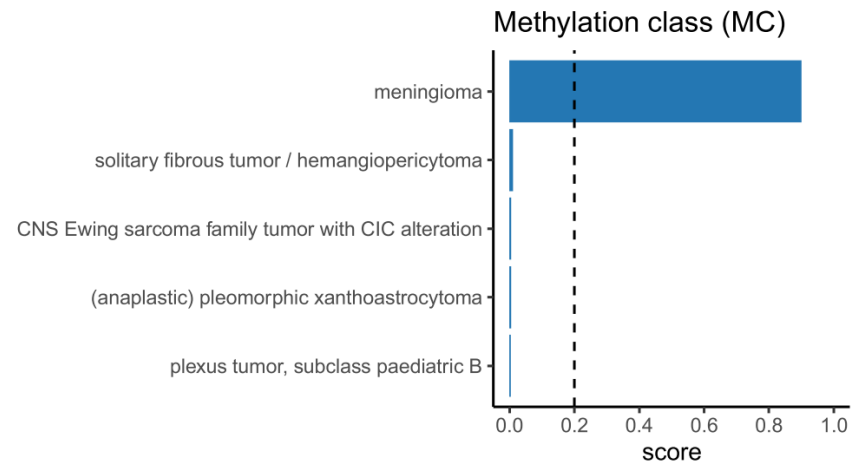 Methylation class (MC)
meningioma
solitary fibrous tumor / hemangiopericytoma
CNS Ewing sarcoma family tumor with CIC alteration
(anaplastic) pleomorphic xanthoastrocytoma
plexus tumor, subclass paediatric B
0.0 0.2 0.4 0.6 0.8 1.0
score